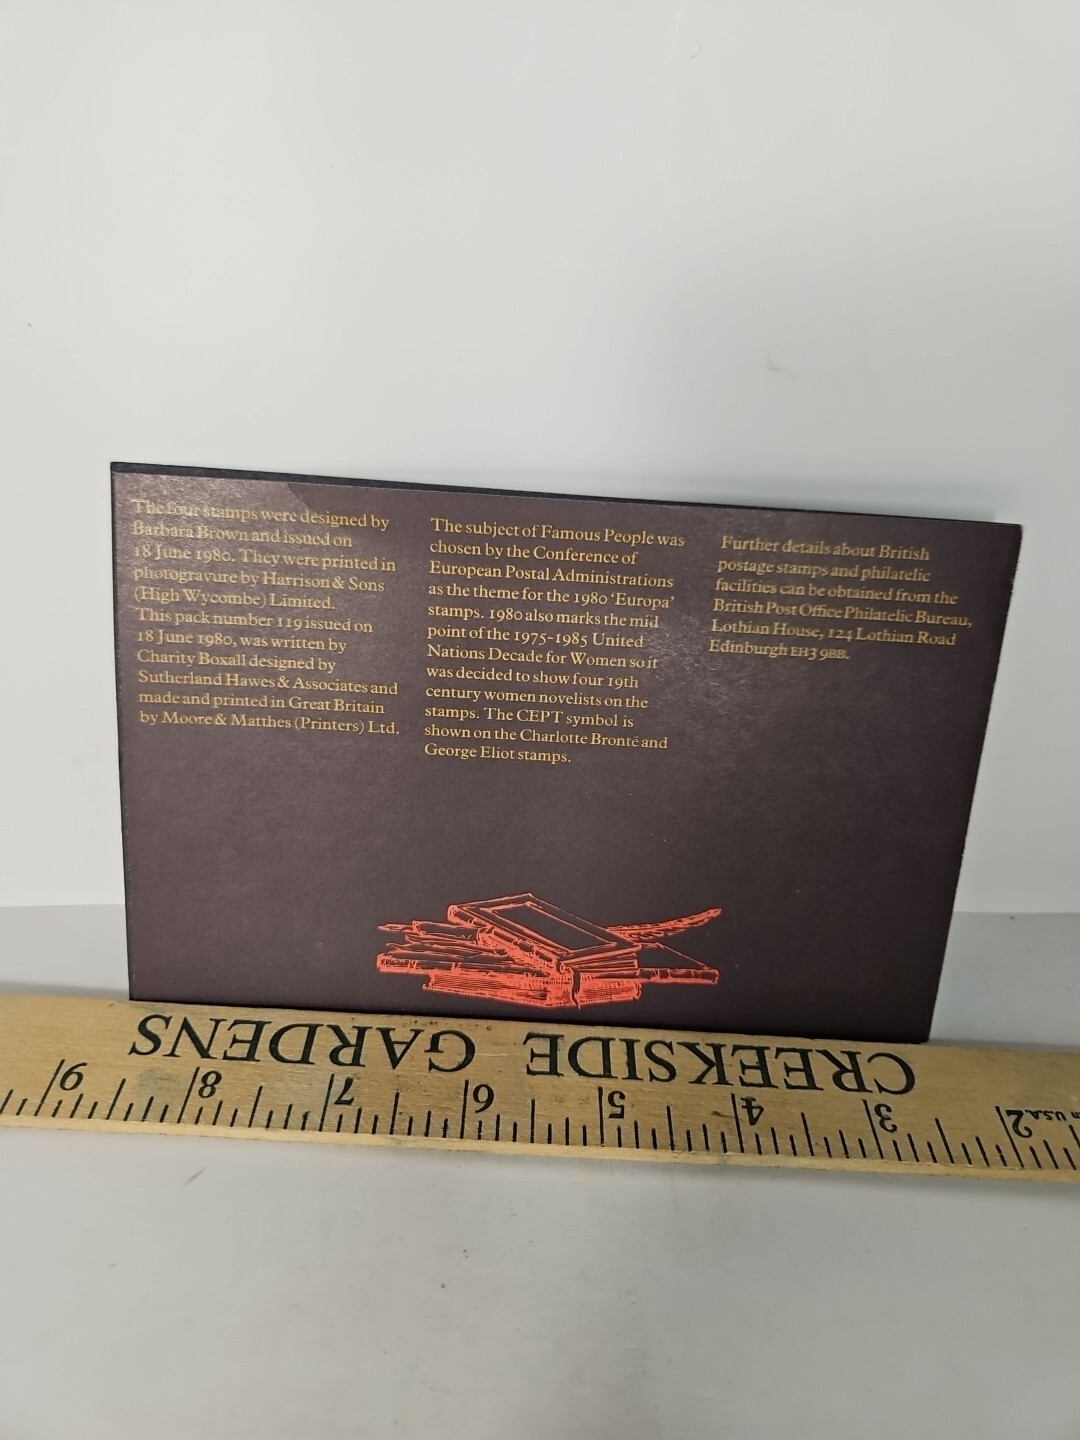 The four stamps were designed by
Barbara Brown and issued on
18 June 1980. They were printed in
photogravure by Harrison & Sons
(High Wycombe) Limited.
This pack number 119 issued on
18 June 1980, was written by
Charity Boxall designed by
Sutherland Hawes & Associates and
made and printed in Great Britain
by Moore & Matthes (Printers) Ltd.
The subject of Famous People was
chosen by the Conference of
European Postal Administrations
as the theme for the 1980 ‘Europa’
stamps. 1980 also marks the mid
point of the 1975-1985 United
Nations Decade for Women so it
was decided to show four 19th
century women novelists on the
stamps. The CEPT symbol is
shown on the Charlotte Brontë and
George Eliot stamps.
Further details about British
postage stamps and philatelic
facilities can be obtained from the
British Post Office Philatelic Bureau,
Lothian House, 124 Lothian Road
Edinburgh EH3 9BB.
CREEKSIDE GARDENS
2 3 4 5 6 7 8 9
in U.S.A.